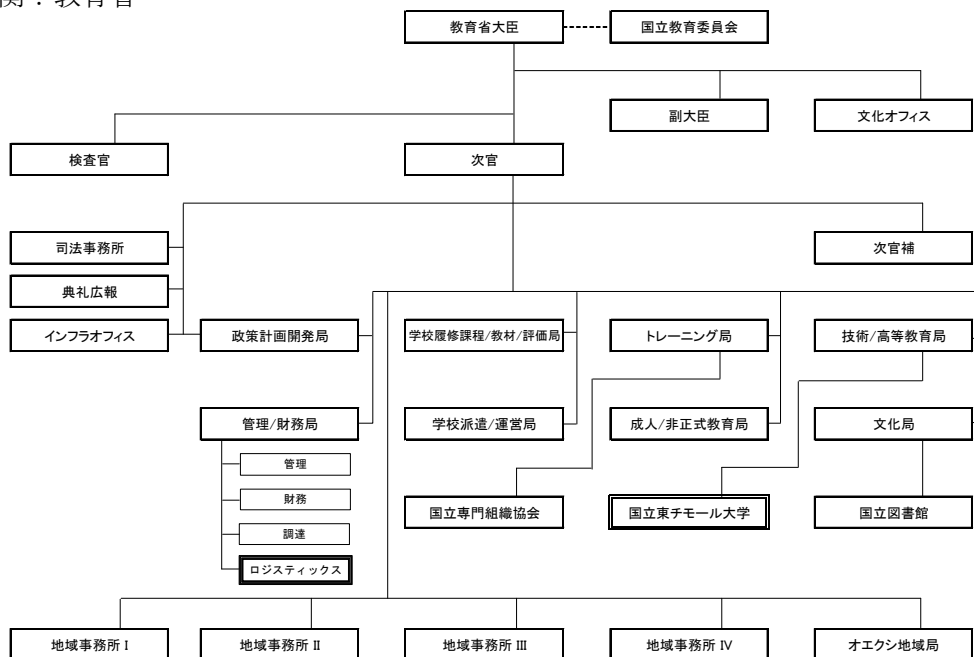 関：教育省
教育省大臣
国立教育委員会
副大臣
文化オフィス
検査官
次官
司法事務所
次官補
典礼広報
インフラオフィス
政策計画開発局
学校履修課程/教材/評価局
トレーニング局
技術/高等教育局
管理/財務局
学校派遣/運営局
成人/非正式教育局
文化局
管理
財務
国立専門組織協会
国立東チモール大学
国立図書館
調達
ロジスティックス
地域事務所 I
地域事務所 II
地域事務所 III
地域事務所 IV
オエクシ地域局